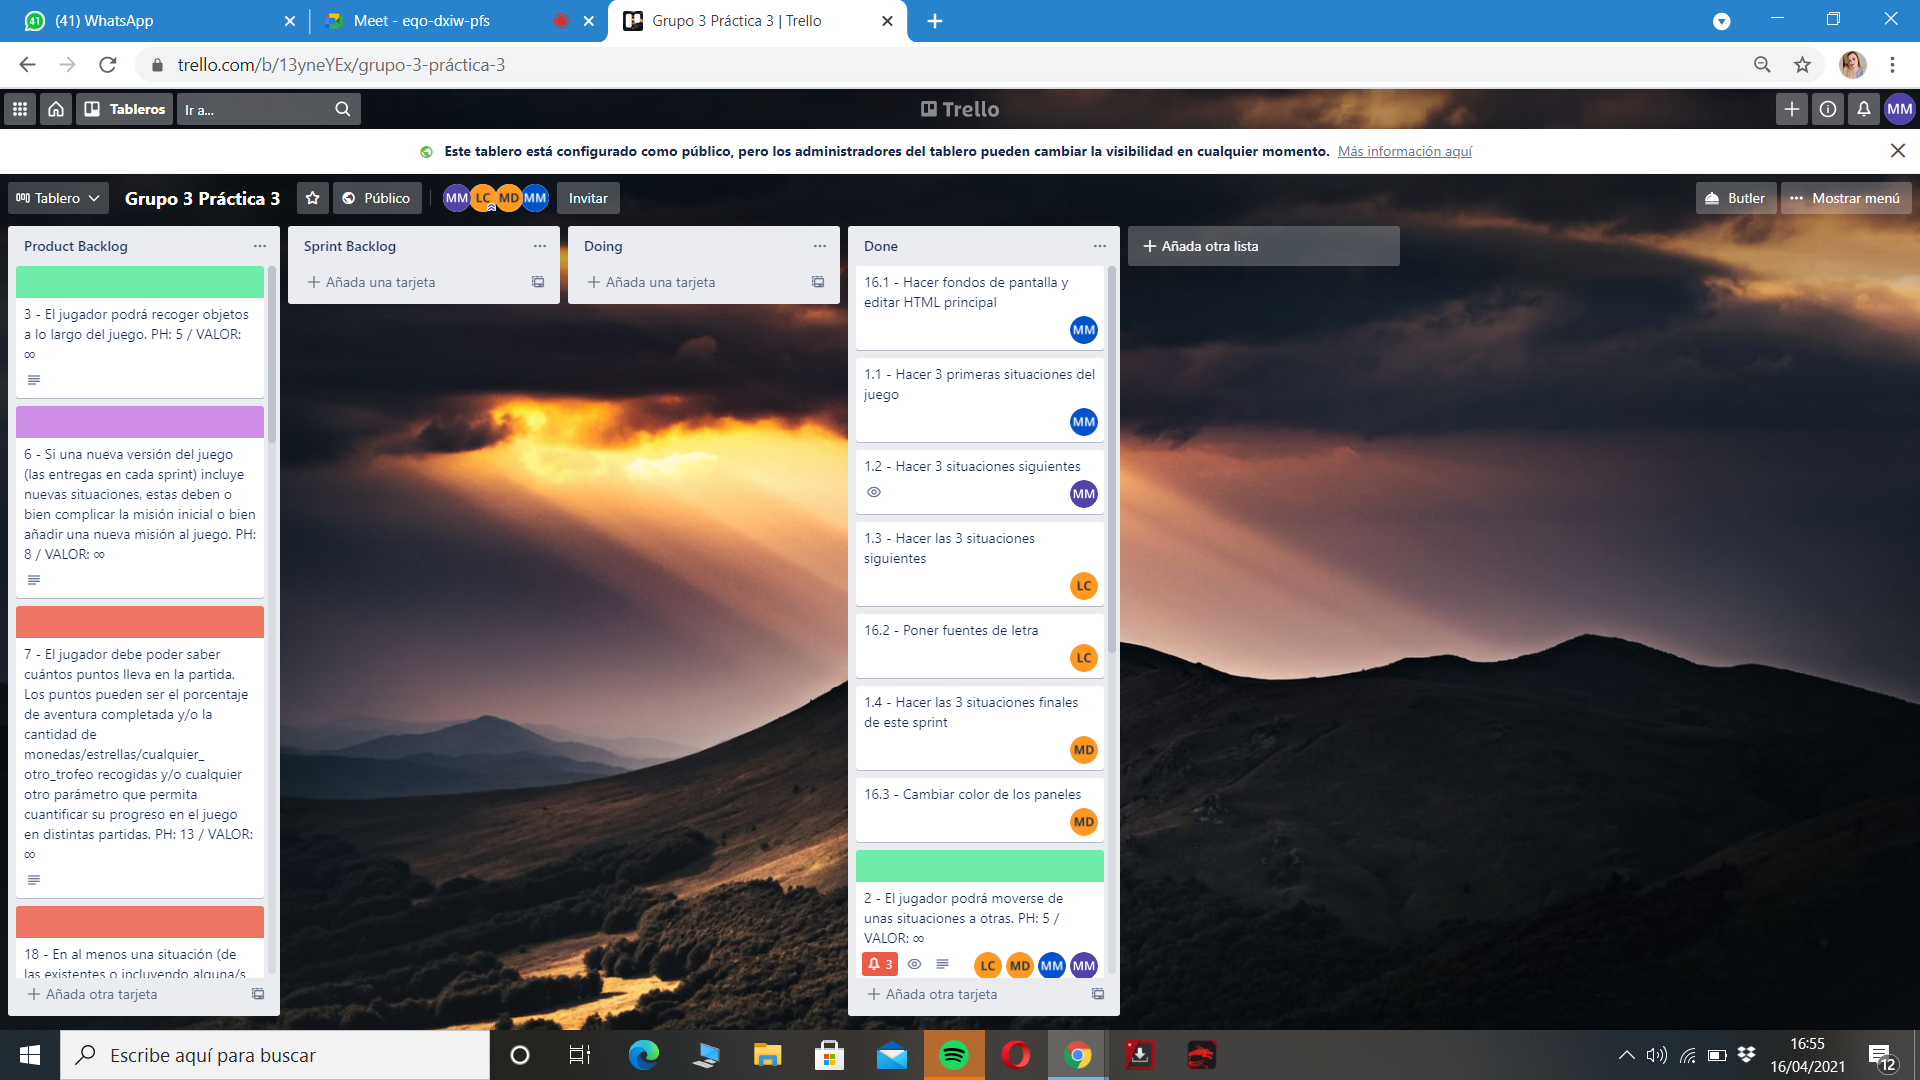 (41) WhatsApp
Meet - eqo-dxiw-pfs
Grupo 3 Práctica 3 | Trello
trello.com/b/13yneYEx/grupo-3-práctica-3
Tableros
Ir a...
Trello
MM
Este tablero está configurado como público, pero los administradores del tablero pueden cambiar la visibilidad en cualquier momento. Más información aquí
Tablero
Grupo 3 Práctica 3
Público
MM LC MD MM
Invitar
Butler
Mostrar menú
Product Backlog
3 - El jugador podrá recoger objetos
a lo largo del juego. PH: 5 / VALOR:
∞
6 - Si una nueva versión del juego
(las entregas en cada sprint) incluye
nuevas situaciones, estas deben o
bien complicar la misión inicial o bien
añadir una nueva misión al juego. PH:
8 / VALOR: ∞
7 - El jugador debe poder saber
cuántos puntos lleva en la partida.
Los puntos pueden ser el porcentaje
de aventura completada y/o la
cantidad de
monedas/estrellas/cualquier_
otro_trofeo recogidas y/o cualquier
otro parámetro que permita
cuantificar su progreso en el juego
en distintas partidas. PH: 13 / VALOR:
∞
18 - En al menos una situación (de
las existentes o incluyendo alguna/s
Añada otra tarjeta
Sprint Backlog
Añada una tarjeta
Doing
Añada una tarjeta
Done
16.1 - Hacer fondos de pantalla y
editar HTML principal
MM
1.1 - Hacer 3 primeras situaciones del
juego
MM
1.2 - Hacer 3 situaciones siguientes
MM
1.3 - Hacer las 3 situaciones
siguientes
LC
16.2 - Poner fuentes de letra
LC
1.4 - Hacer las 3 situaciones finales
de este sprint
MD
16.3 - Cambiar color de los paneles
MD
2 - El jugador podrá moverse de
unas situaciones a otras. PH: 5 /
VALOR: ∞
3
LC MD MM MM
Añada otra tarjeta
Añada otra lista
Escribe aquí para buscar
16:55
16/04/2021
12